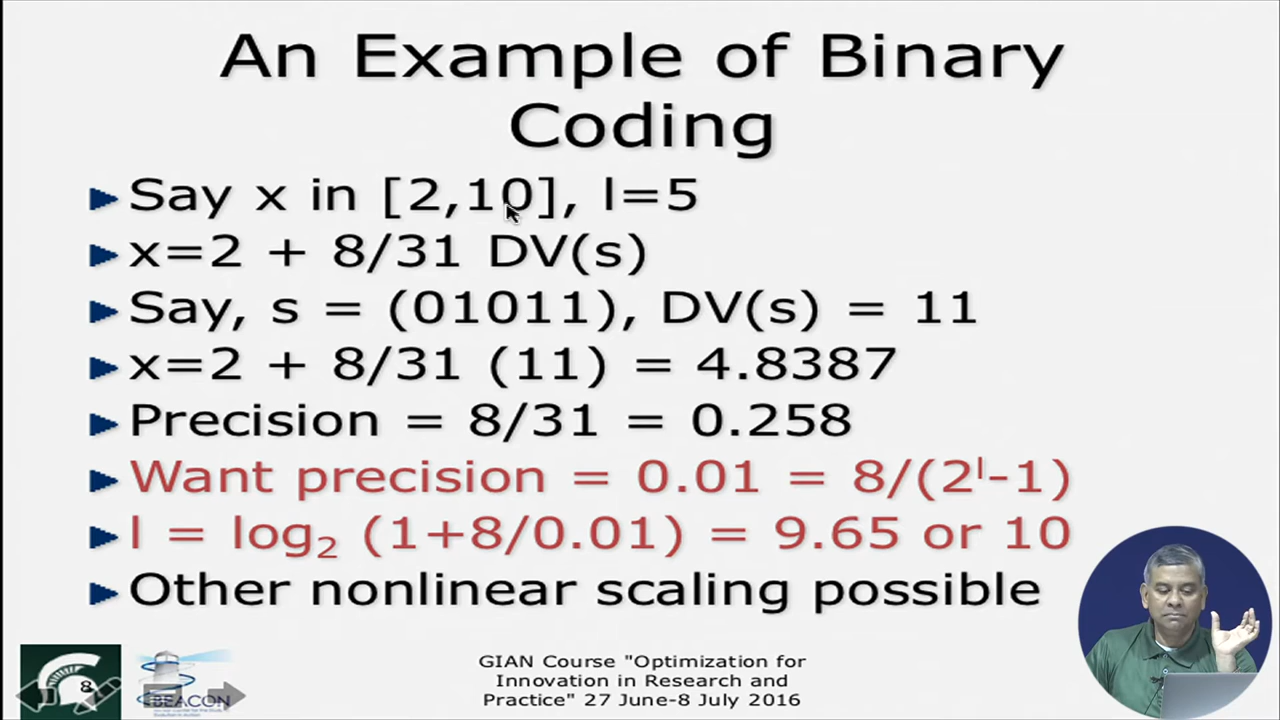 An Example of Binary
Coding
Say x in [2,10], l=5
x=2 + 8/31 DV(s)
Say, s = (01011), DV(s) = 11
x=2 + 8/31 (11) = 4.8387
Precision = 8/31 = 0.258
Want precision = 0.01 = 8/(2ˡ-1)
l = log₂ (1+8/0.01) = 9.65 or 10
Other nonlinear scaling possible
GIAN Course "Optimization for
Innovation in Research and
Practice" 27 June-8 July 2016
8
BEACON